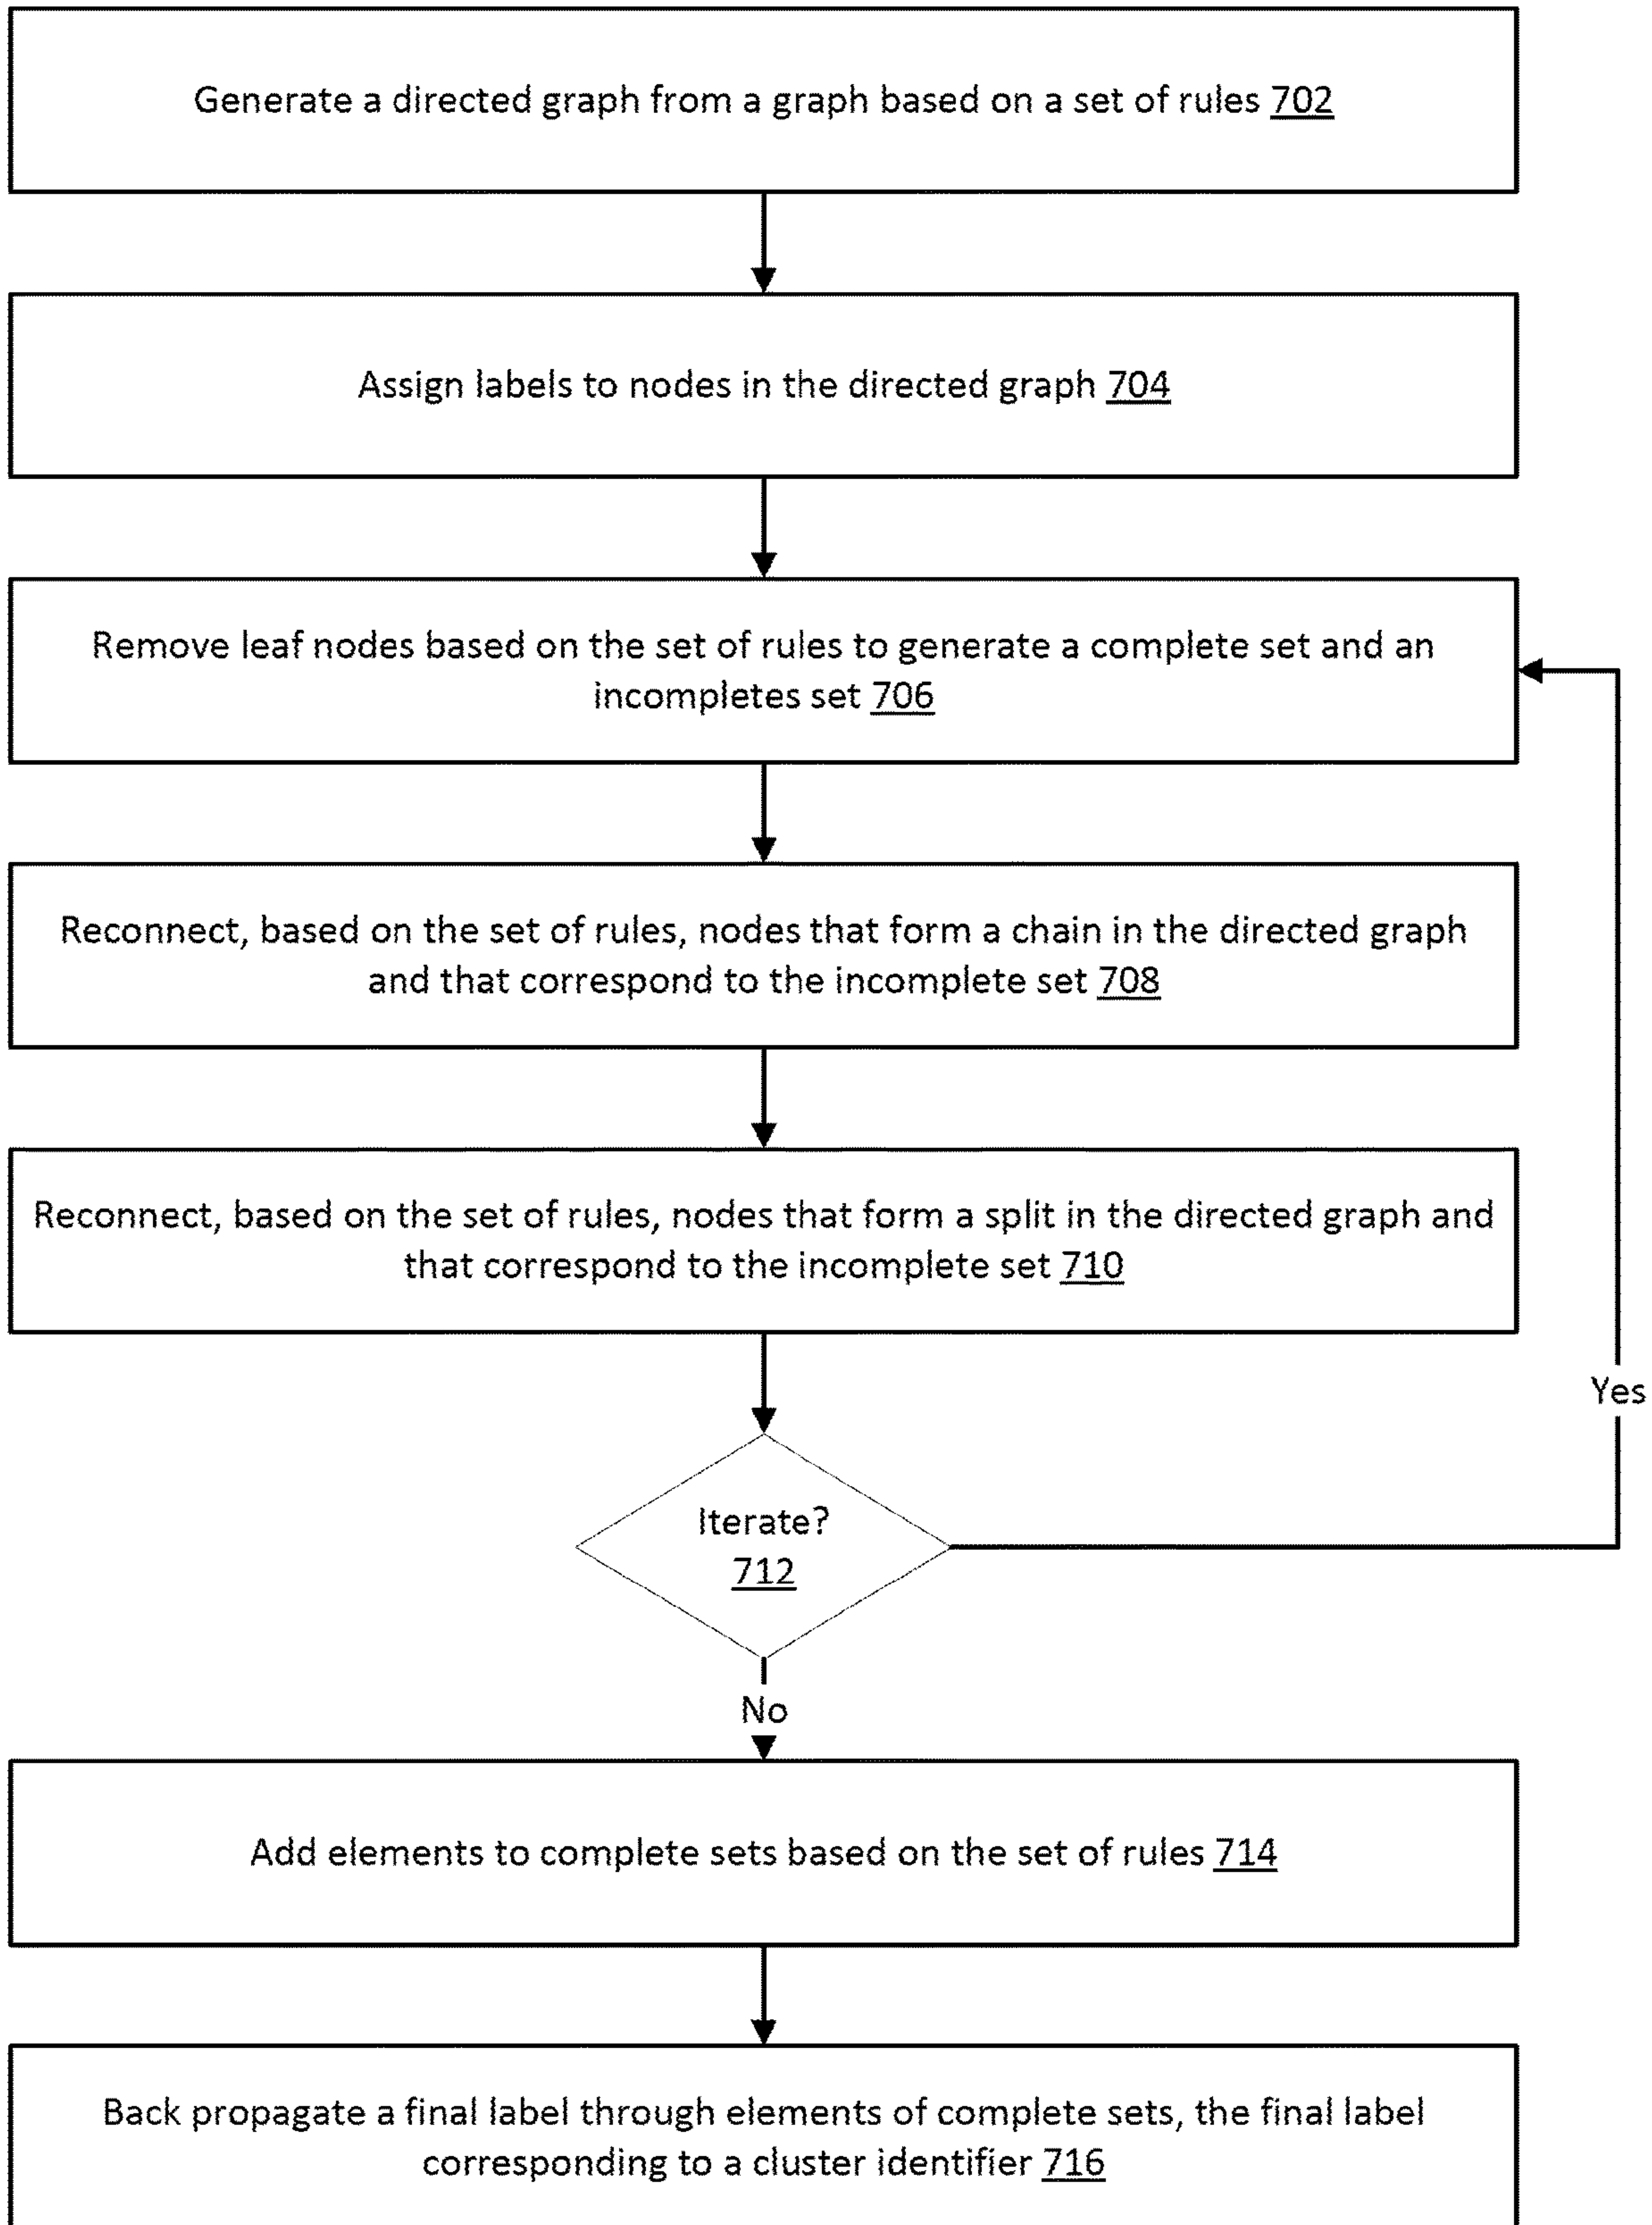 Generate a directed graph from a graph based on a set of rules 702
Assign labels to nodes in the directed graph 704
Remove leaf nodes based on the set of rules to generate a complete set and an
incompletes set 706
Reconnect, based on the set of rules, nodes that form a chain in the directed graph
and that correspond to the incomplete set 708
Reconnect, based on the set of rules, nodes that form a split in the directed graph and
that correspond to the incomplete set 710
Yes
Iterate?
712
No
Add elements to complete sets based on the set of rules 714
Back propagate a final label through elements of complete sets, the final label
corresponding to a cluster identifier 716